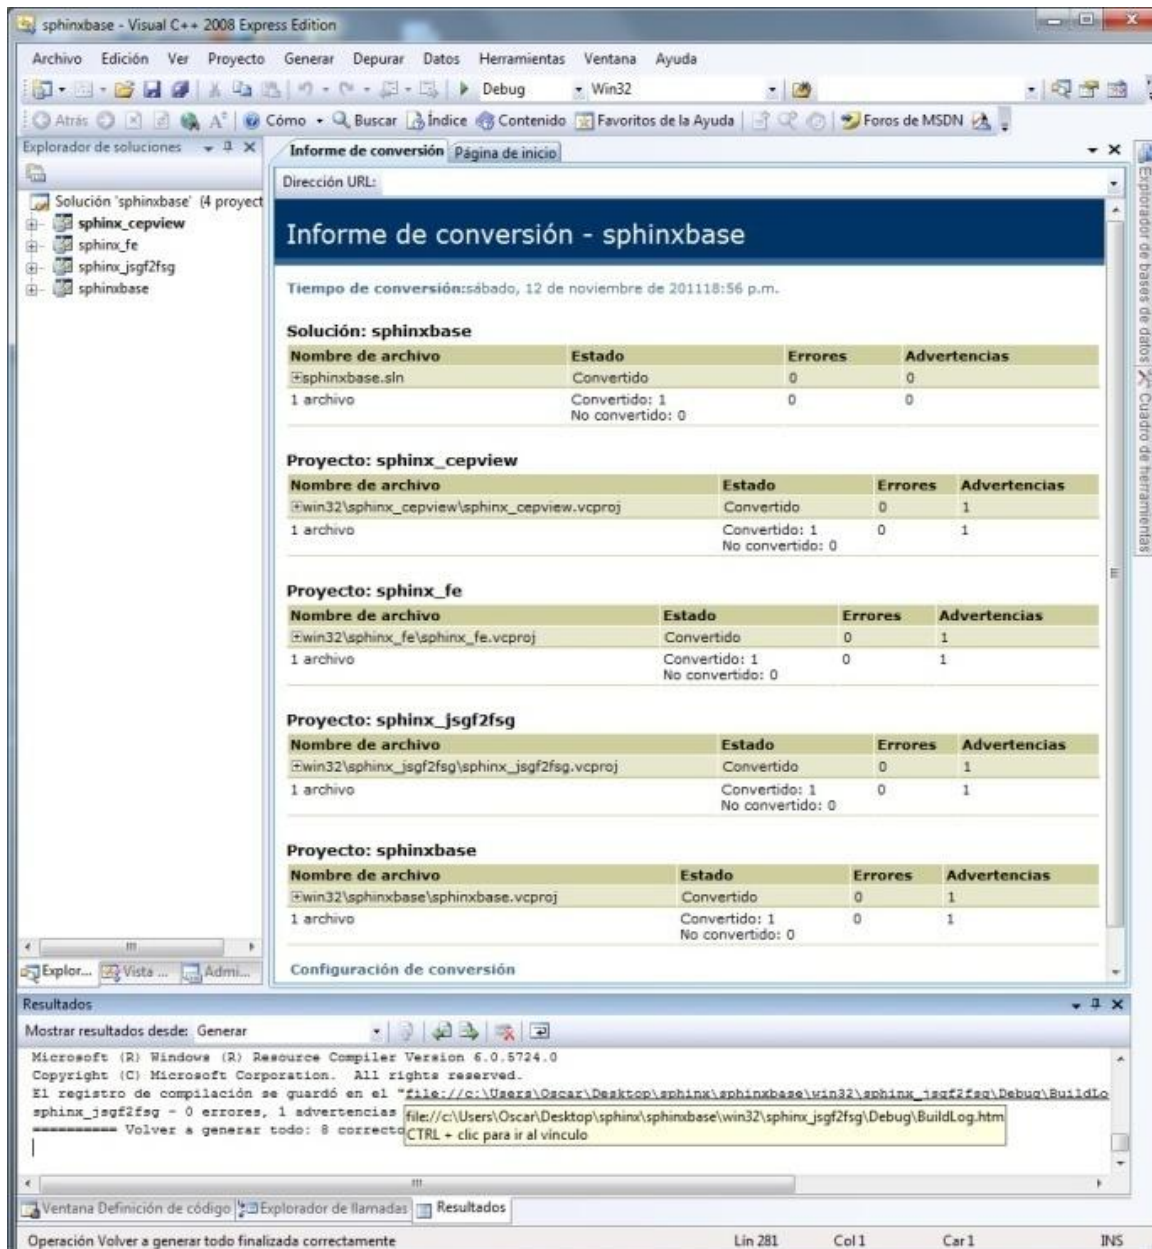 sphinxbase - Visual C++ 2008 Express Edition
Archivo Edición Ver Proyecto Generar Depurar Datos Herramientas Ventana Ayuda
Debug Win32
Atrás Cómo Buscar Índice Contenido Favoritos de la Ayuda Foros de MSDN
Explorador de soluciones
Solución 'sphinxbase' (4 proyect
sphinx_cepview
sphinx_fe
sphinx_jsgf2fsg
sphinxbase
Explor... Vista ... Admi...
Informe de conversión Página de inicio
Dirección URL:
Informe de conversión - sphinxbase
Tiempo de conversión:sábado, 12 de noviembre de 201118:56 p.m.
Solución: sphinxbase
Nombre de archivo Estado Errores Advertencias
sphinxbase.sln Convertido 0 0
1 archivo Convertido: 1 0 0
No convertido: 0
Proyecto: sphinx_cepview
Nombre de archivo Estado Errores Advertencias
win32\sphinx_cepview\sphinx_cepview.vcproj Convertido 0 1
1 archivo Convertido: 1 0 1
No convertido: 0
Proyecto: sphinx_fe
Nombre de archivo Estado Errores Advertencias
win32\sphinx_fe\sphinx_fe.vcproj Convertido 0 1
1 archivo Convertido: 1 0 1
No convertido: 0
Proyecto: sphinx_jsgf2fsg
Nombre de archivo Estado Errores Advertencias
win32\sphinx_jsgf2fsg\sphinx_jsgf2fsg.vcproj Convertido 0 1
1 archivo Convertido: 1 0 1
No convertido: 0
Proyecto: sphinxbase
Nombre de archivo Estado Errores Advertencias
win32\sphinxbase\sphinxbase.vcproj Convertido 0 1
1 archivo Convertido: 1 0 1
No convertido: 0
Configuración de conversión
Explorador de bases de datos
Cuadro de herramientas
Resultados
Mostrar resultados desde: Generar
Microsoft (R) Windows (R) Resource Compiler Version 6.0.5724.0
Copyright (C) Microsoft Corporation. All rights reserved.
El registro de compilación se guardó en el "file://c:\Users\Oscar\Desktop\sphinx\sphinxbase\win32\sphinx_jsgf2fsg\Debug\BuildLo
sphinx_jsgf2fsg - 0 errores, 1 advertencias
========== Volver a generar todo: 8 correcto
file://c:\Users\Oscar\Desktop\sphinx\sphinxbase\win32\sphinx_jsgf2fsg\Debug\BuildLog.htm
CTRL + clic para ir al vínculo
Ventana Definición de código Explorador de llamadas Resultados
Operación Volver a generar todo finalizada correctamente Lín 281 Col 1 Car 1 INS